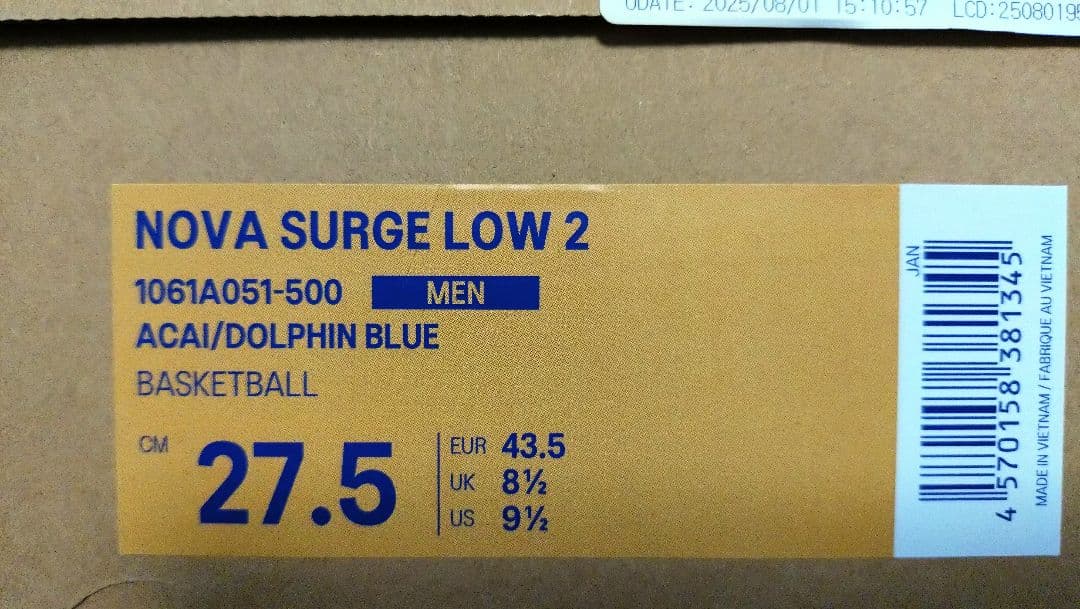 ODATE: 2025/08/01 15:10:57 LCD:25080195
NOVA SURGE LOW 2
1061A051-500 MEN
ACAI/DOLPHIN BLUE
BASKETBALL
CM 27.5
EUR 43.5
UK 8½
US 9½
JAN
4 570158 381345
MADE IN VIETNAM / FABRIQUE AU VIETNAM